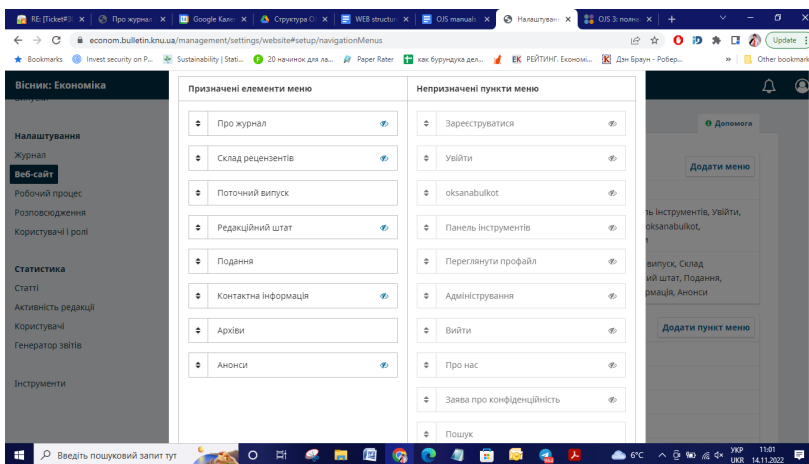 RE: [Ticket#
Про журнал
Google Кален
Структура О
WEB structure
OJS manuals
Налаштуванн
OJS 3: полна
econom.bulletin.knu.ua/management/settings/website#setup/navigationMenus
Update
Bookmarks
Invest security on P...
Sustainability | Stati...
20 начинок для ла...
Paper Rater
как бурундука дел...
ЕК РЕЙТИНГ. Економі...
Дэн Браун - Робер...
»
Other bookmark
Вісник: Економіка
Налаштування
Журнал
Веб-сайт
Робочий процес
Розповсюдження
Користувачі і ролі
Статистика
Статті
Активність редакції
Користувачі
Генератор звітів
Інструменти
Призначені елементи меню
Про журнал
Склад рецензентів
Поточний випуск
Редакційний штат
Подання
Контактна інформація
Архіви
Анонси
Непризначені пункти меню
Зареєструватися
Увійти
oksanabulkot
Панель інструментів
Переглянути профайл
Адміністрування
Вийти
Про нас
Заява про конфіденційність
Пошук
Допомога
Додати меню
ль інструментів, Увійти,
oksanabulkot,
випуск, Склад
ий штат, Подання,
рмація, Анонси
Додати пункт меню
Введіть пошуковий запит тут
6°C
УКР
UKR
11:01
14.11.2022